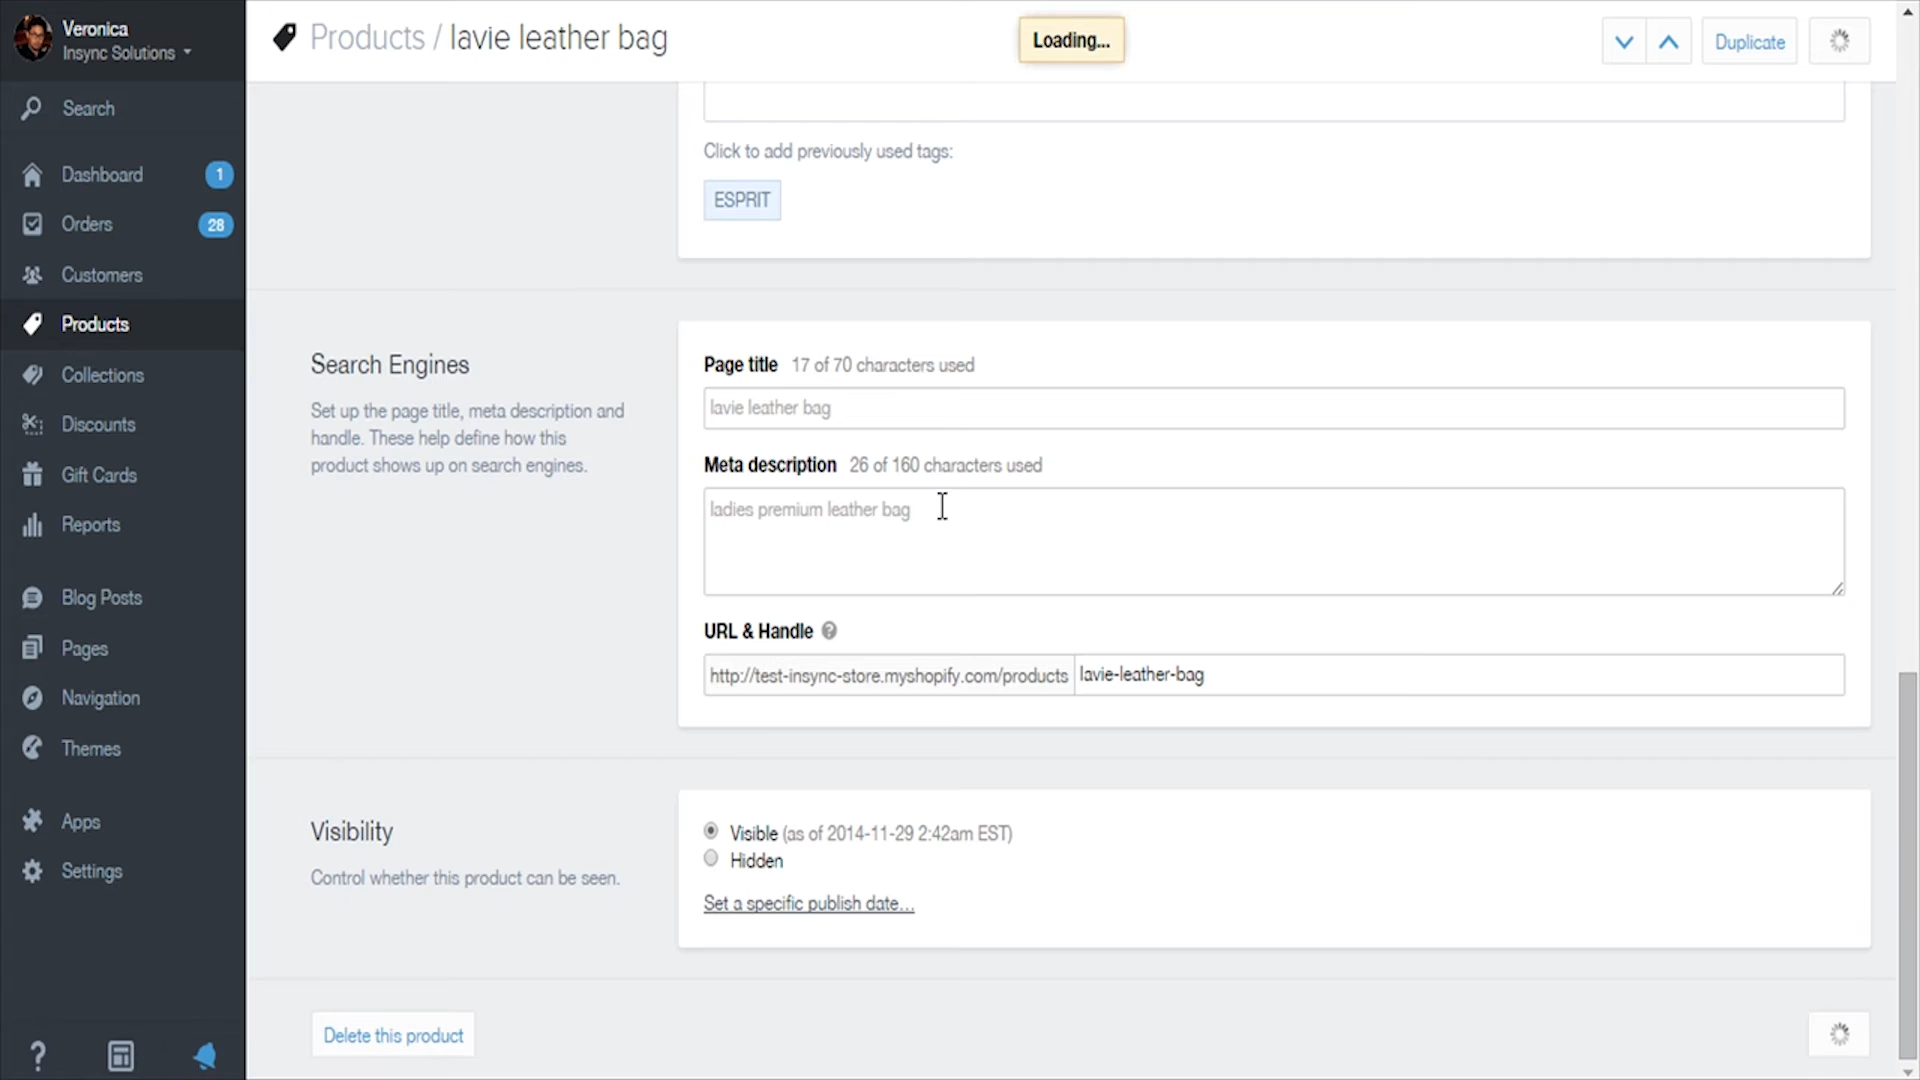 Veronica
Insync Solutions
Search
Dashboard 1
Orders 28
Customers
Products
Collections
Discounts
Gift Cards
Reports
Blog Posts
Pages
Navigation
Themes
Apps
Settings
?
Products / lavie leather bag
Loading...
Duplicate
Click to add previously used tags:
ESPRIT
Search Engines
Set up the page title, meta description and
handle. These help define how this
product shows up on search engines.
Page title 17 of 70 characters used
lavie leather bag
Meta description 26 of 160 characters used
ladies premium leather bag
URL & Handle ?
http://test-insync-store.myshopify.com/products lavie-leather-bag
Visibility
Control whether this product can be seen.
Visible (as of 2014-11-29 2:42am EST)
Hidden
Set a specific publish date...
Delete this product